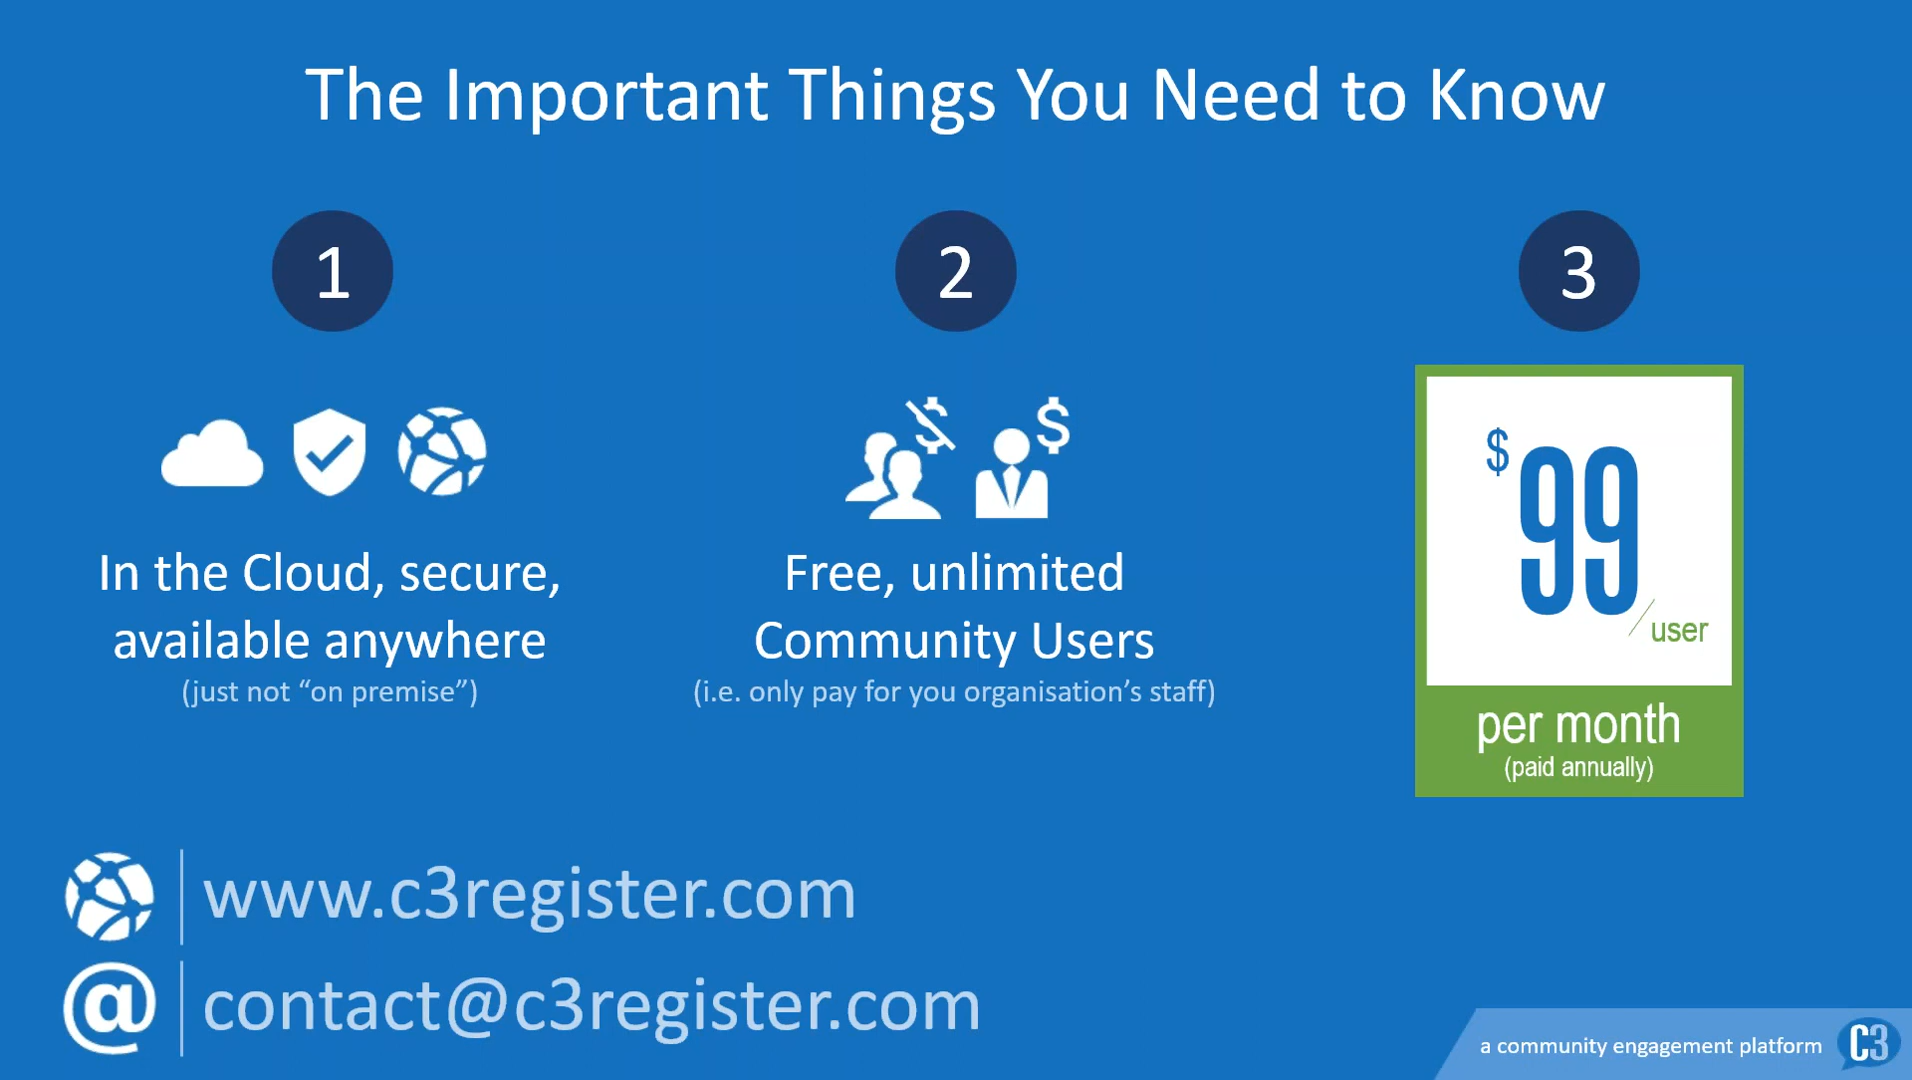 The Important Things You Need to Know
1
2
3
In the Cloud, secure,
available anywhere
(just not “on premise”)
$ $
Free, unlimited
Community Users
(i.e. only pay for you organisation’s staff)
$99/user
per month
(paid annually)
www.c3register.com
@ contact@c3register.com
a community engagement platform C3